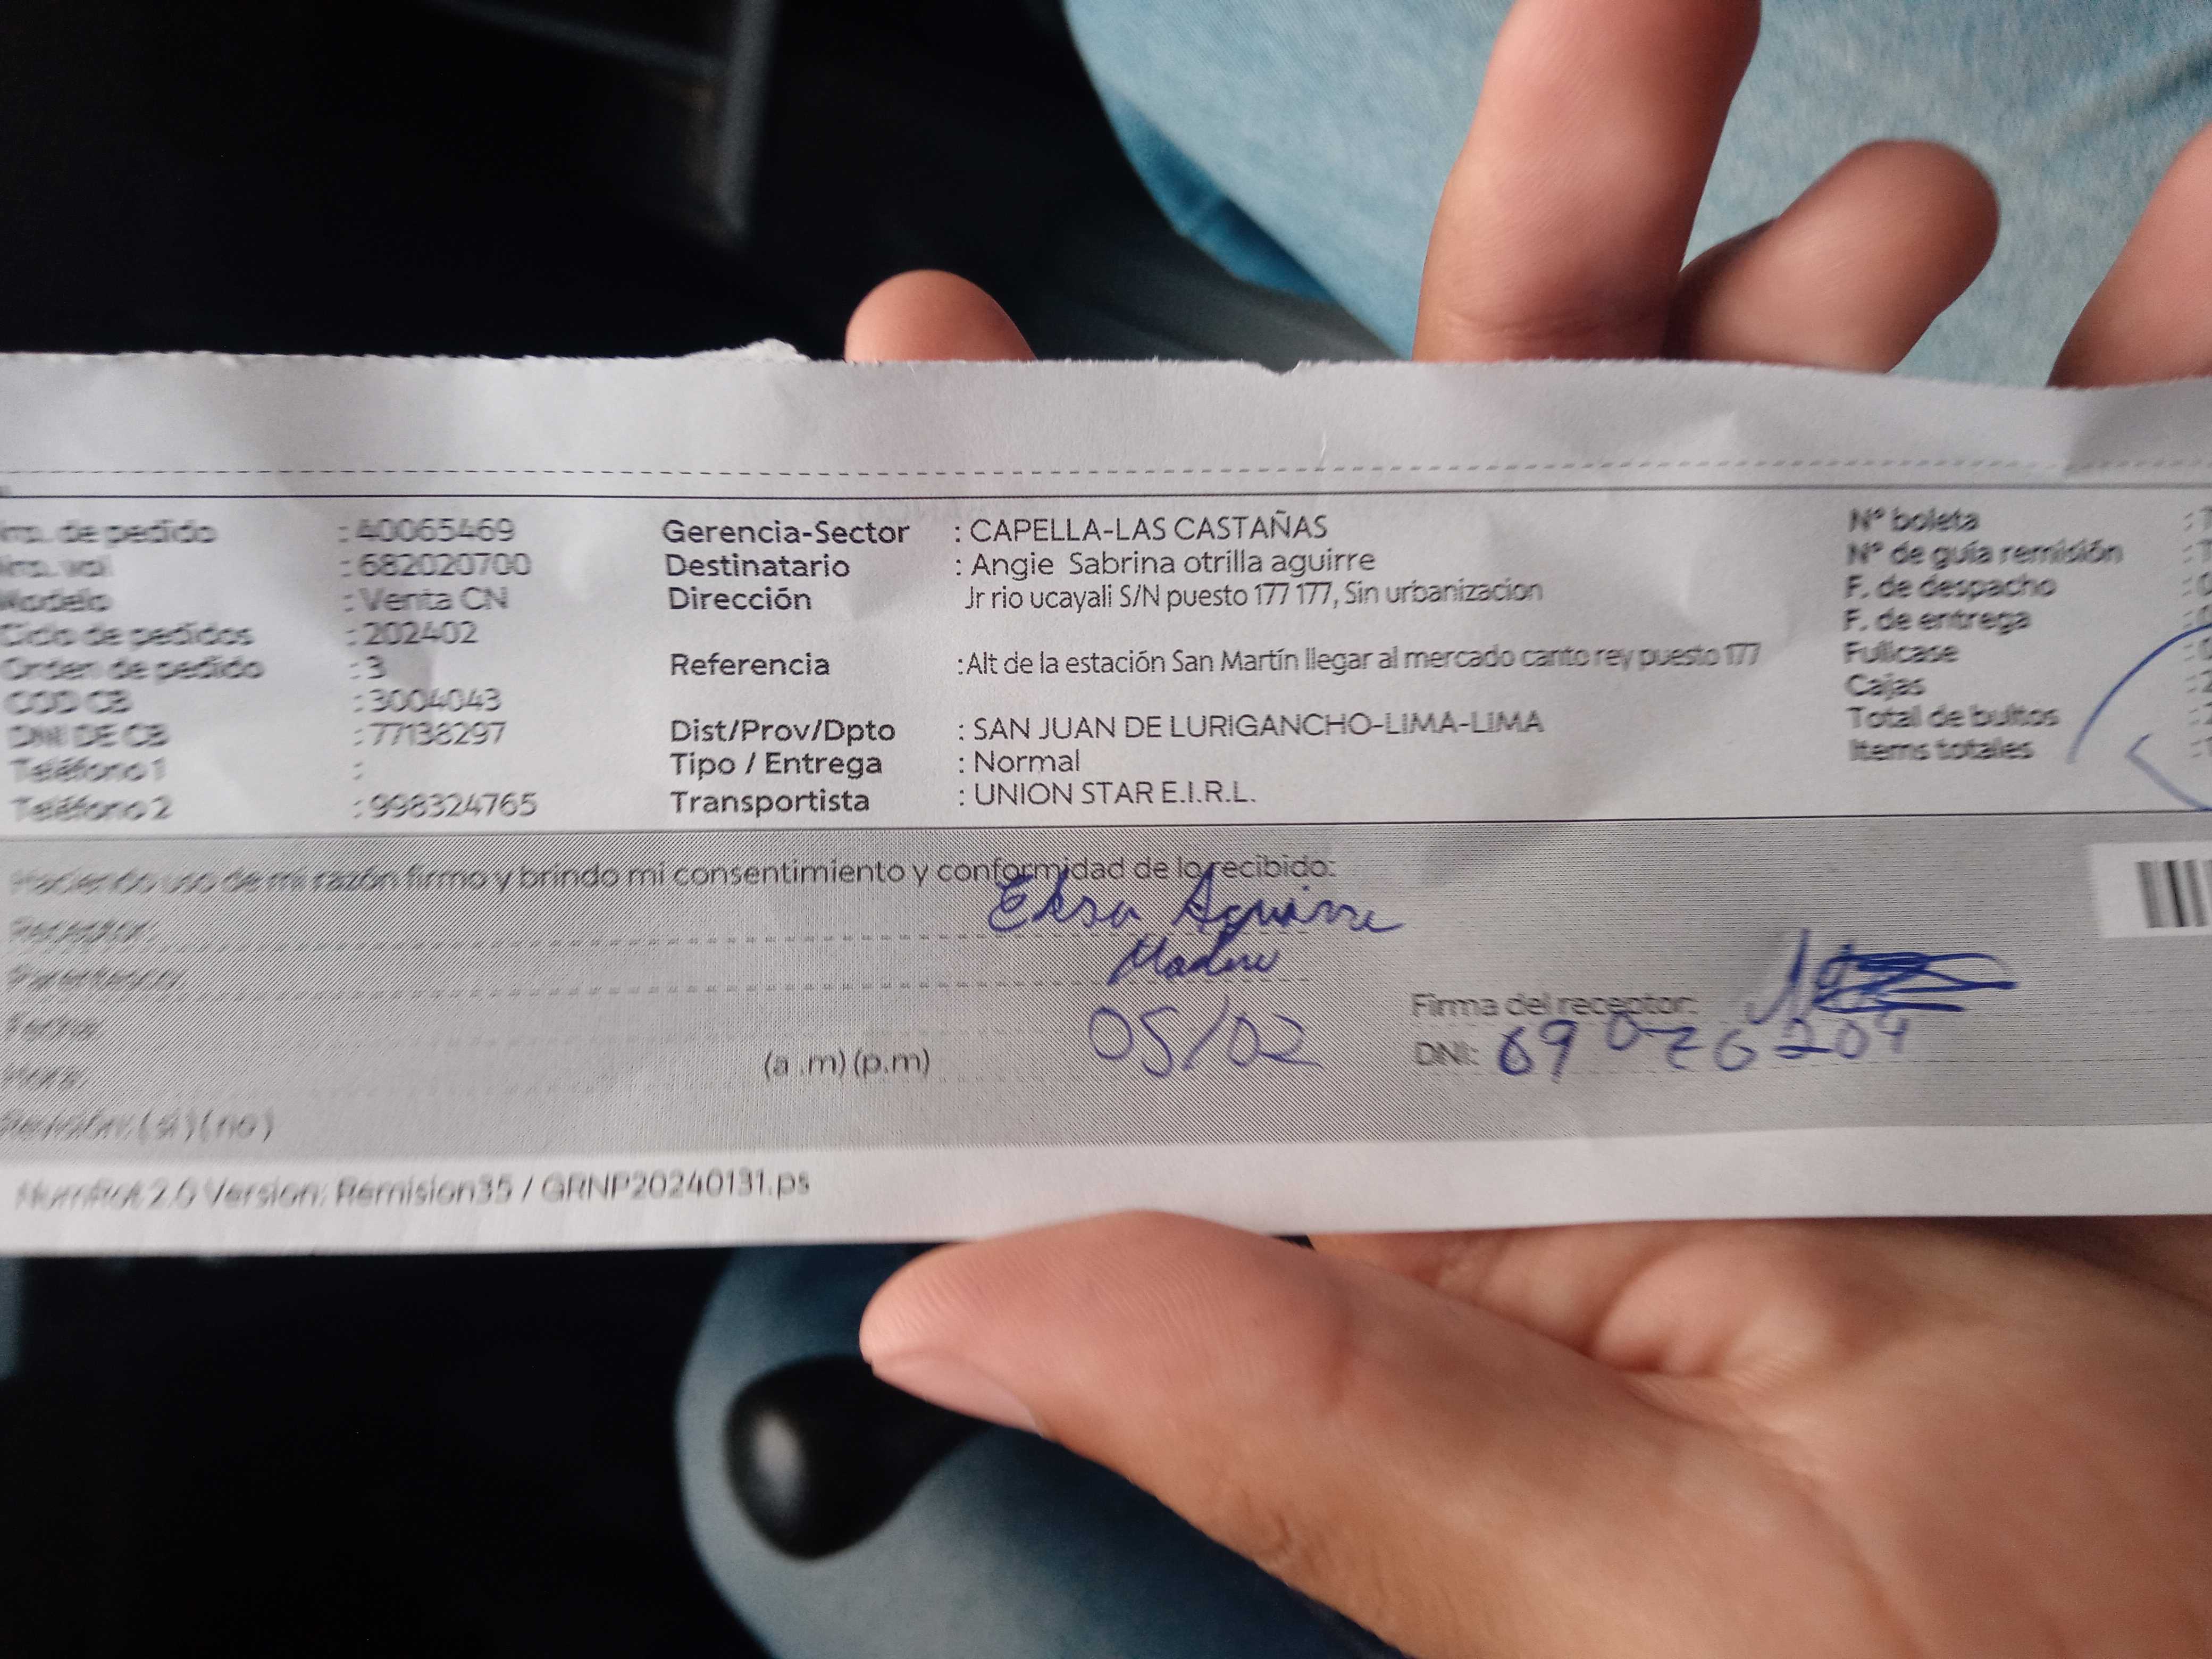 Nro. de pedido : 40065469
Nro. vol : 682020700
Modelo : Venta CN
Ciclo de pedidos : 202402
Orden de pedido : 3
COD CB : 3004043
DNI DE CB : 77138297
Teléfono 1 :
Teléfono 2 : 998324765
Gerencia-Sector : CAPELLA-LAS CASTAÑAS
Destinatario : Angie Sabrina otrilla aguirre
Dirección Jr rio ucayali S/N puesto 177 177, Sin urbanizacion
Referencia :Alt de la estación San Martín llegar al mercado canto rey puesto 177
Dist/Prov/Dpto : SAN JUAN DE LURIGANCHO-LIMA-LIMA
Tipo / Entrega : Normal
Transportista : UNION STAR E.I.R.L.
N° boleta :
N° de guía remisión :
F. de despacho : 0
F. de entrega :
Fullcase :
Cajas : 2
Total de bultos :
Items totales :
Haciendo uso de mi razón firmo y brindo mi consentimiento y conformidad de lo recibido:
Receptor: Elsa Aguirre
Parentesco: Madre
Fecha: 05/02
Hora: (a .m) (p.m)
Revisión: ( si ) ( no )
Firma del receptor:
DNI:
NumRot 2.0 Version: Remision35 / GRNP20240131.ps